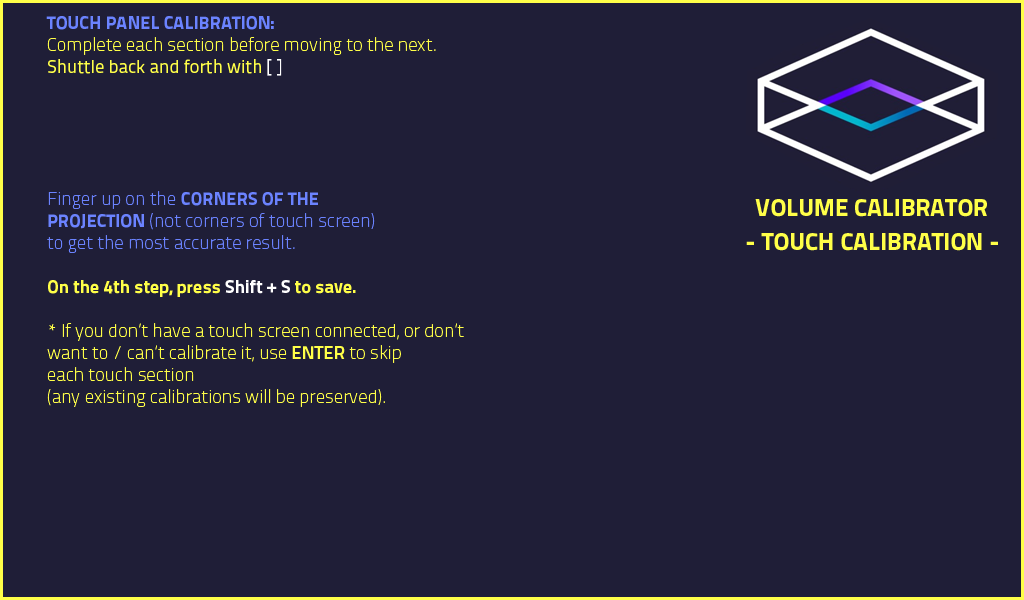 TOUCH PANEL CALIBRATION:
Complete each section before moving to the next.
Shuttle back and forth with [ ]
Finger up on the CORNERS OF THE
PROJECTION (not corners of touch screen)
to get the most accurate result.
On the 4th step, press Shift + S to save.
* If you don't have a touch screen connected, or don't
want to / can't calibrate it, use ENTER to skip
each touch section
(any existing calibrations will be preserved).
VOLUME CALIBRATOR
- TOUCH CALIBRATION -